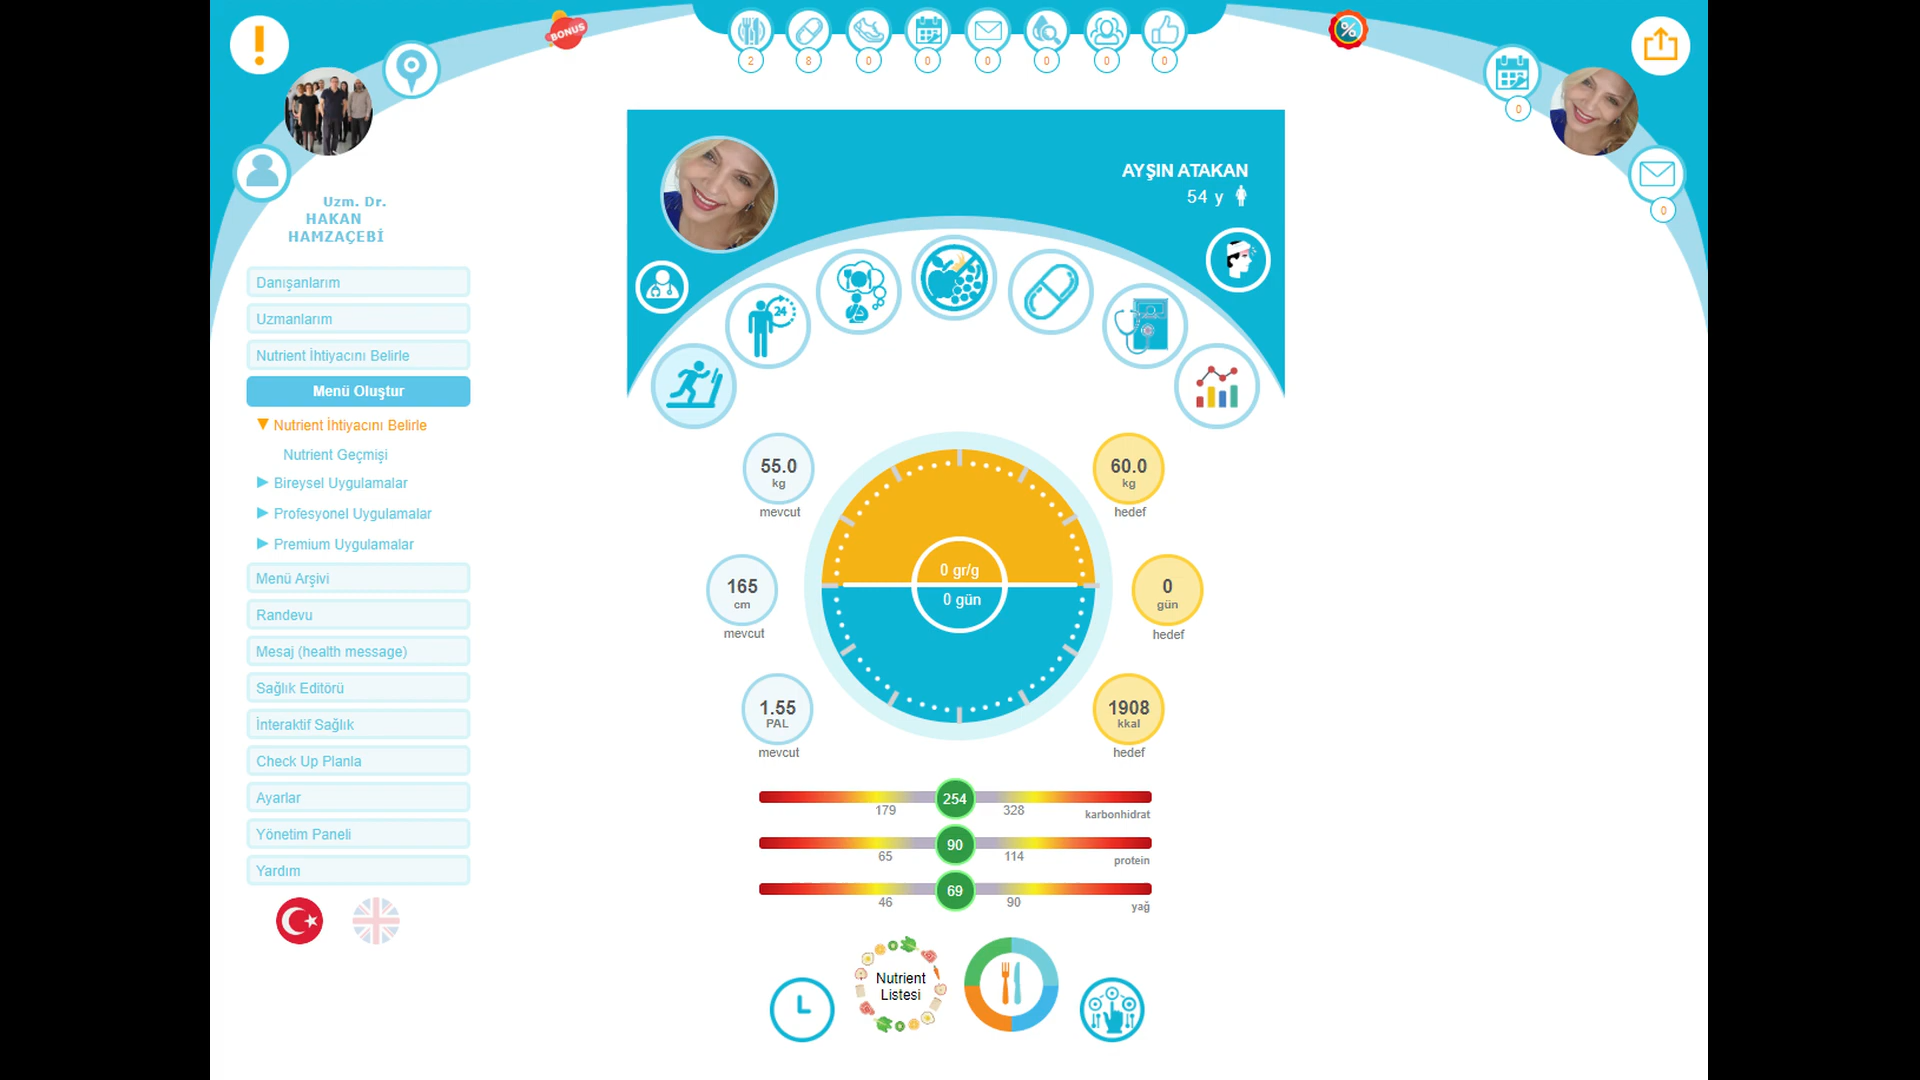 BONUS
%
2
8
0
0
0
0
0
0
0
0
Uzm. Dr.
HAKAN
HAMZAÇEBİ
Danışanlarım
Uzmanlarım
Nutrient İhtiyacını Belirle
Menü Oluştur
Nutrient İhtiyacını Belirle
Nutrient Geçmişi
Bireysel Uygulamalar
Profesyonel Uygulamalar
Premium Uygulamalar
Menü Arşivi
Randevu
Mesaj (health message)
Sağlık Editörü
İnteraktif Sağlık
Check Up Planla
Ayarlar
Yönetim Paneli
Yardım
AYŞIN ATAKAN
54 y
24
55.0
kg
mevcut
60.0
kg
hedef
165
cm
mevcut
0 gr/g
0 gün
0
gün
hedef
1.55
PAL
mevcut
1908
kkal
hedef
254
179
328
karbonhidrat
90
65
114
protein
69
46
90
yağ
Nutrient
Listesi